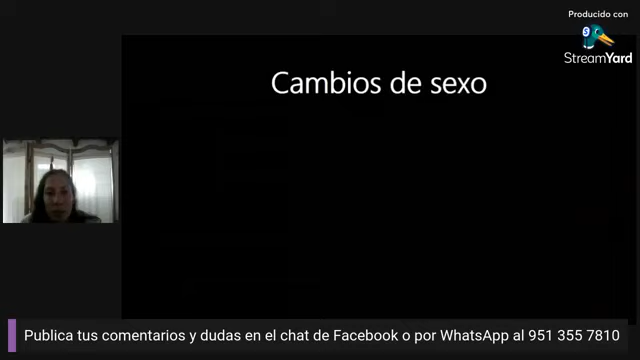 Producido con
StreamYard
Cambios de sexo
Publica tus comentarios y dudas en el chat de Facebook o por WhatsApp al 951 355 7810